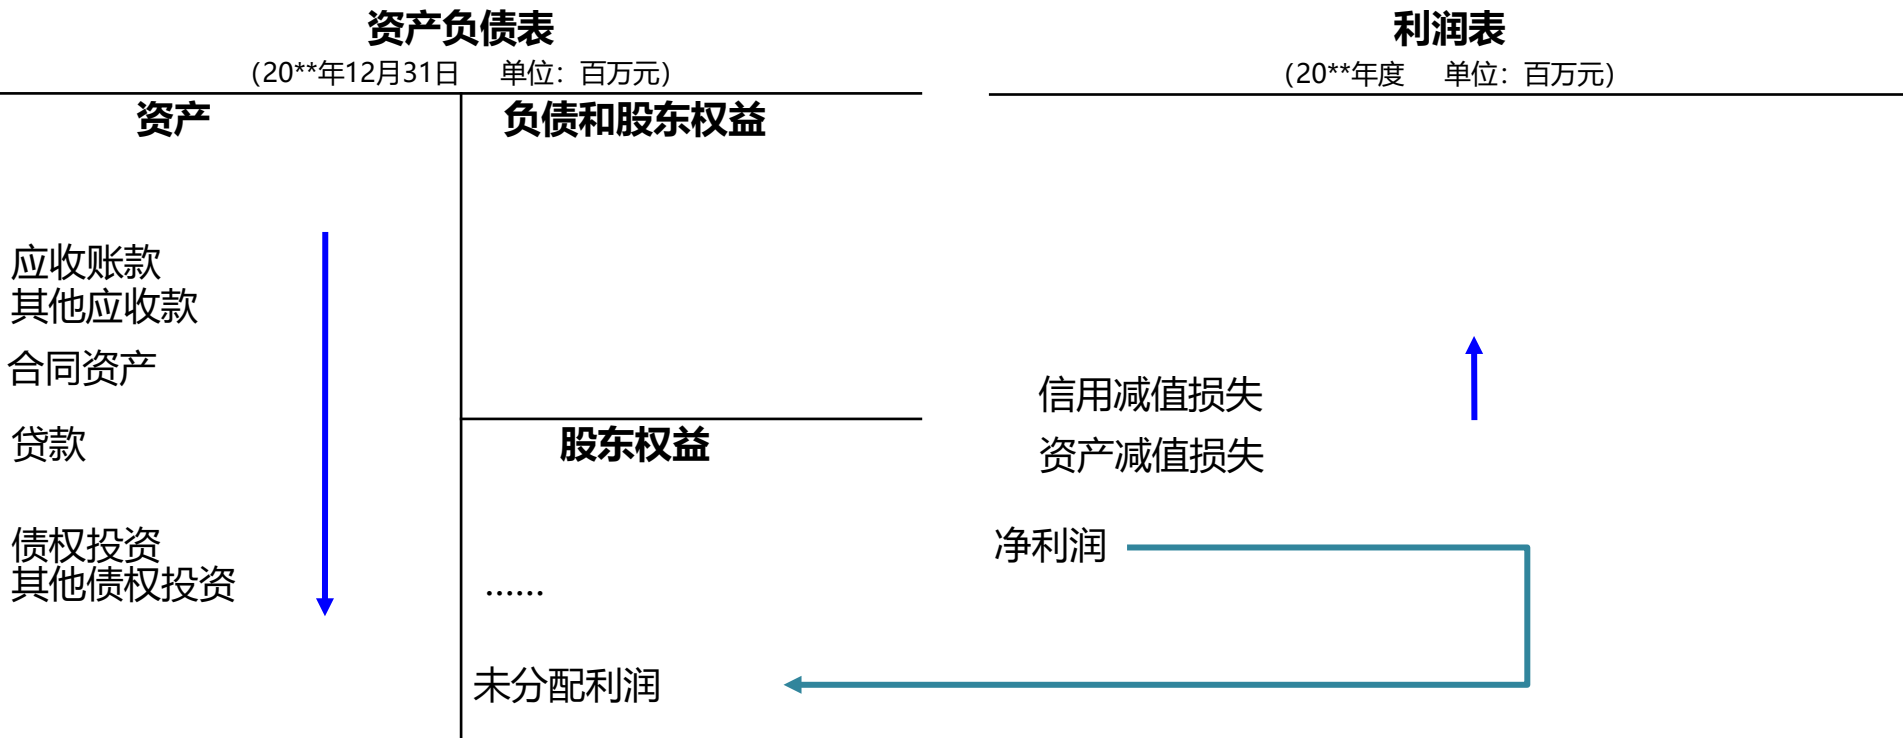 资产负债表
(20**年12月31日 单位：百万元)
资产
负债和股东权益
应收账款
其他应收款
合同资产
贷款
债权投资
其他债权投资
股东权益
......
未分配利润
利润表
(20**年度 单位：百万元)
信用减值损失
资产减值损失
净利润